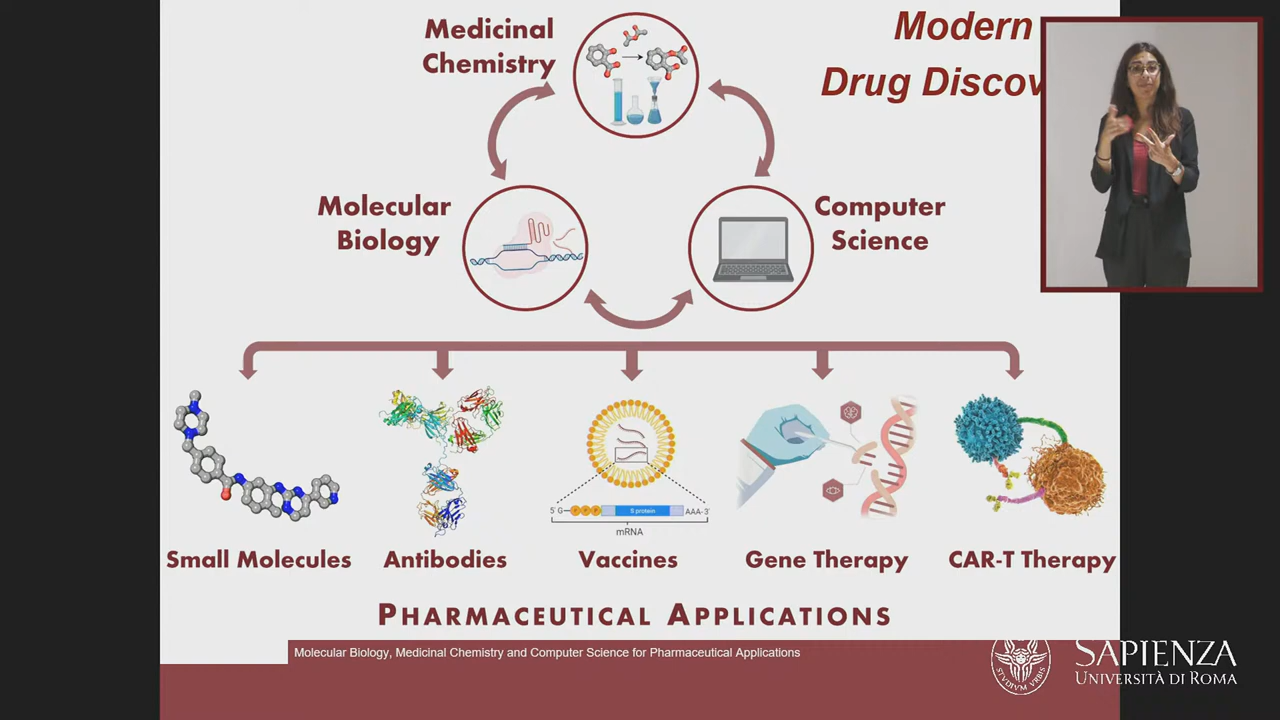 Medicinal
Chemistry
Modern
Drug Discov
Molecular
Biology
Computer
Science
5' G
P P P
S protein
AAA-3'
mRNA
Small Molecules
Antibodies
Vaccines
Gene Therapy
CAR-T Therapy
PHARMACEUTICAL APPLICATIONS
Molecular Biology, Medicinal Chemistry and Computer Science for Pharmaceutical Applications
STUDIUM URBIS
SAPIENZA
UNIVERSITÀ DI ROMA